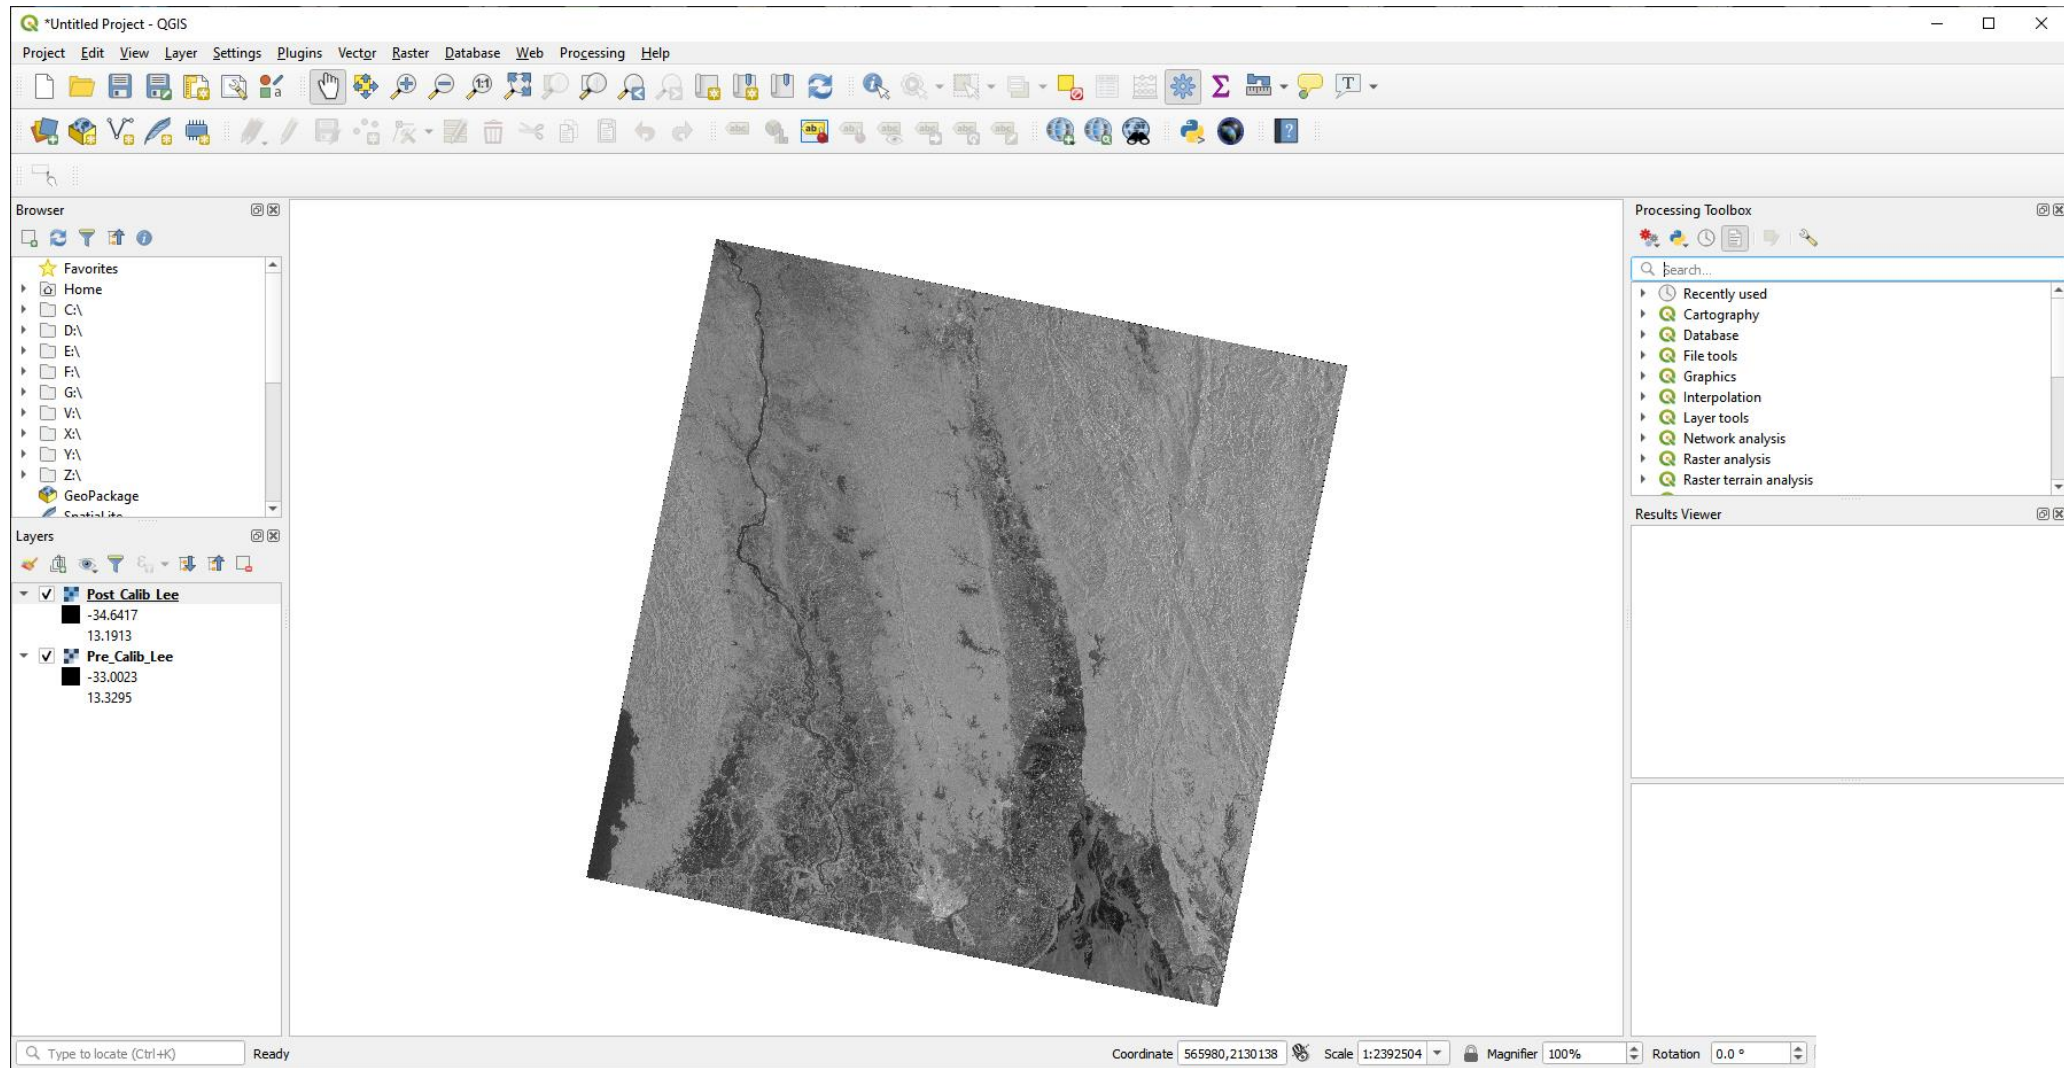 *Untitled Project - QGIS
Project Edit View Layer Settings Plugins Vector Raster Database Web Processing Help
Browser
Favorites
Home
C:\
D:\
E:\
F:\
G:\
V:\
X:\
Y:\
Z:\
GeoPackage
SpatiaLite
Layers
Post_Calib_Lee
-34.6417
13.1913
Pre_Calib_Lee
-33.0023
13.3295
Processing Toolbox
Search...
Recently used
Cartography
Database
File tools
Graphics
Interpolation
Layer tools
Network analysis
Raster analysis
Raster terrain analysis
Results Viewer
Type to locate (Ctrl+K) Ready Coordinate 565980,2130138 Scale 1:2392504 Magnifier 100% Rotation 0.0 °